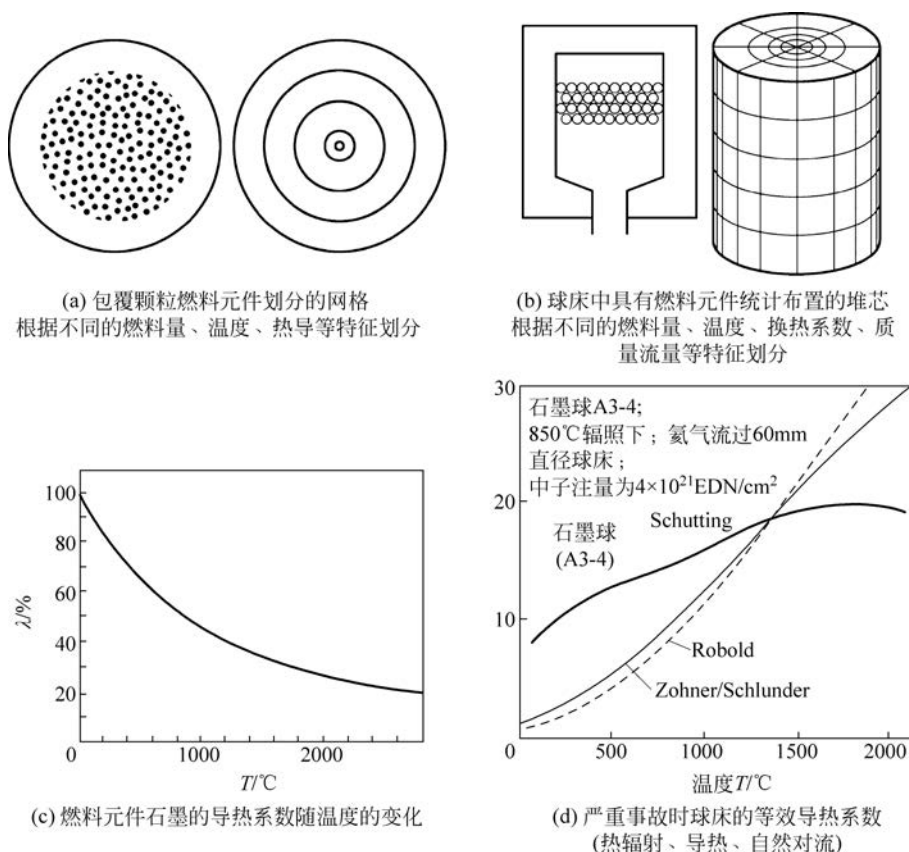 (a) 包覆颗粒燃料元件划分的网格
根据不同的燃料量、温度、热导等特征划分
(b) 球床中具有燃料元件统计布置的堆芯
根据不同的燃料量、温度、换热系数、质
量流量等特征划分
100
80
60
40
20
λ/%
0
1000
2000
T/℃
(c) 燃料元件石墨的导热系数随温度的变化
30
20
10
0
石墨球A3-4;
850℃辐照下；氦气流过60mm
直径球床；
中子注量为4×10²¹EDN/cm²
Schutting
石墨球
(A3-4)
Robold
Zohner/Schlunder
500
1000
1500
2000
温度T/℃
(d) 严重事故时球床的等效导热系数
(热辐射、导热、自然对流)